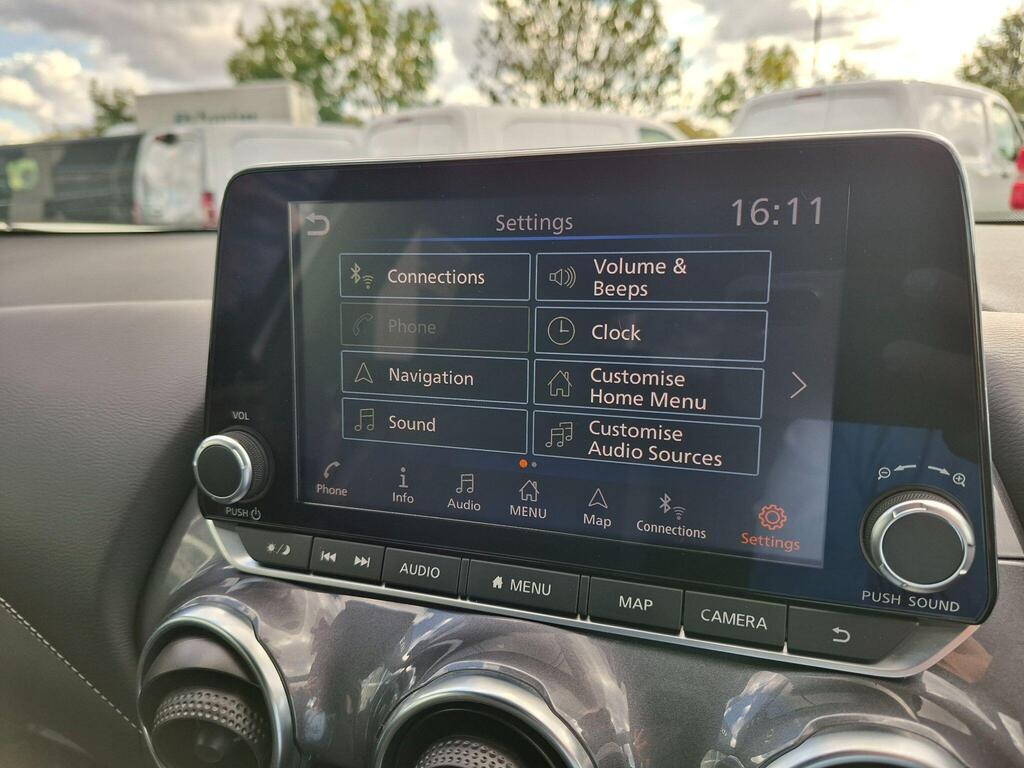 Settings
16:11
Connections
Volume &
Beeps
Phone
Clock
Navigation
Customise
Home Menu
Sound
Customise
Audio Sources
Phone
Info
Audio
MENU
Map
Connections
Settings
VOL
PUSH
PUSH SOUND
AUDIO
MENU
MAP
CAMERA